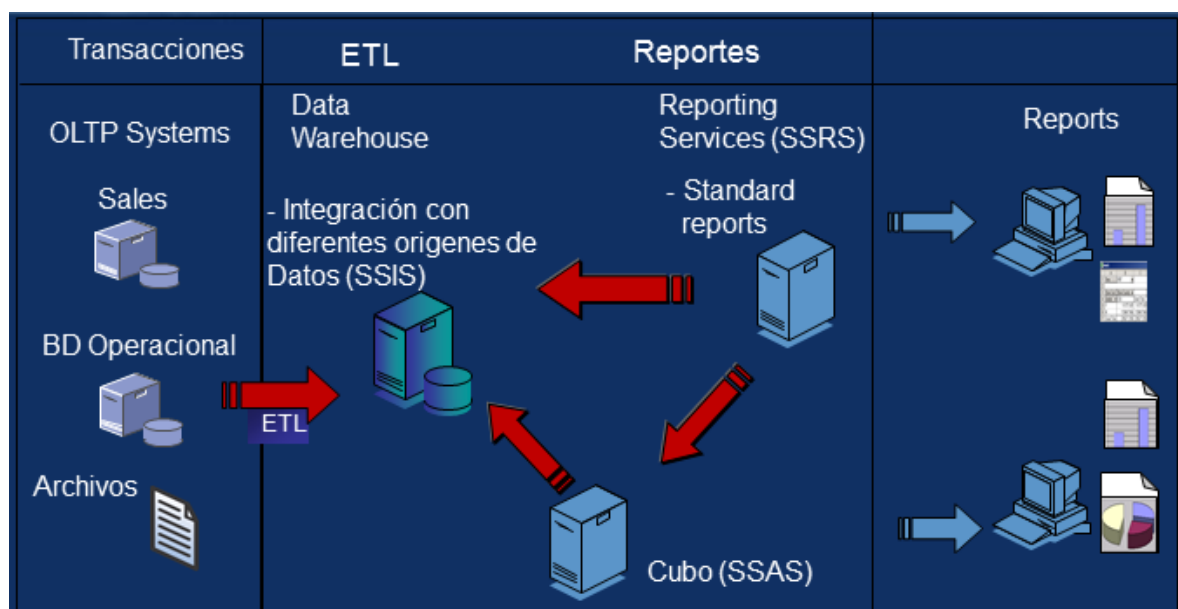 Transacciones
ETL
Reportes
OLTP Systems
Data
Warehouse
Reporting
Services (SSRS)
Reports
Sales
- Integración con
diferentes origenes de
Datos (SSIS)
- Standard
reports
BD Operacional
ETL
Archivos
Cubo (SSAS)